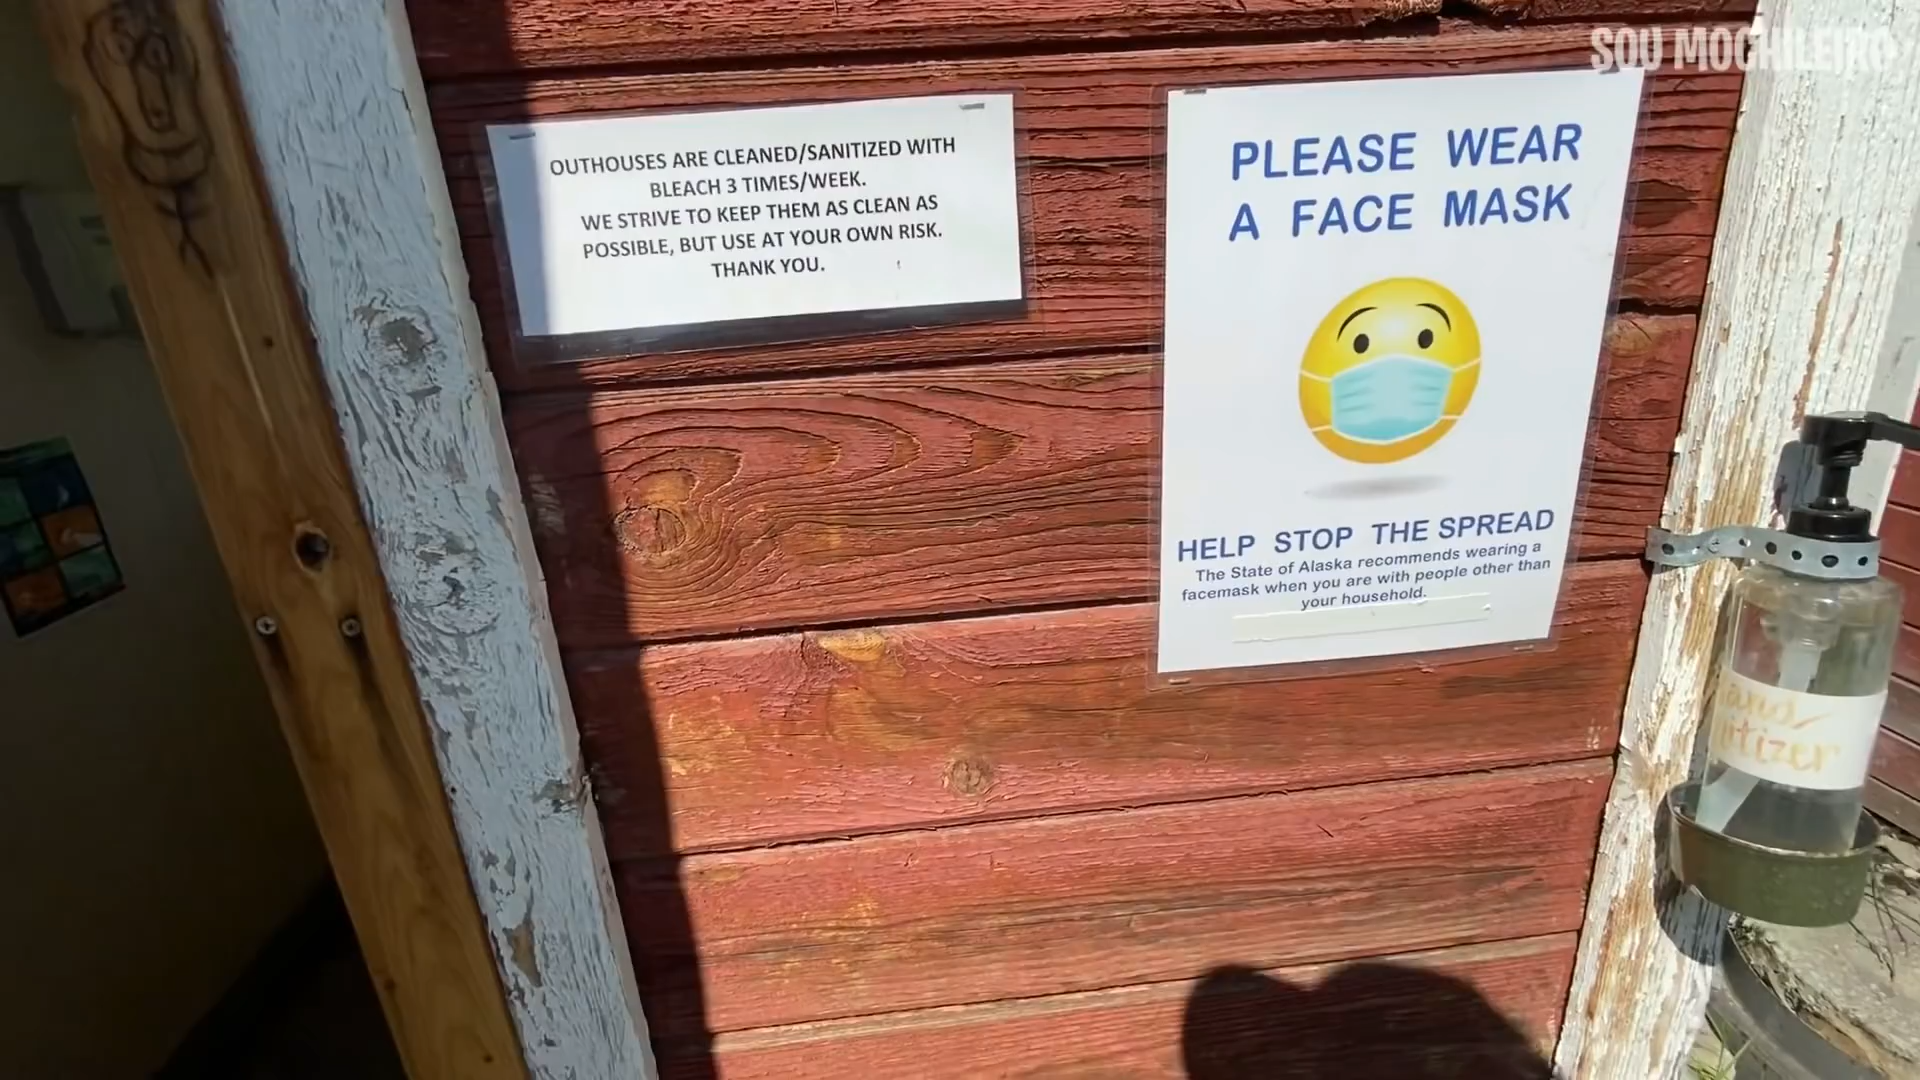 SOU MOCHILEIRO
OUTHOUSES ARE CLEANED/SANITIZED WITH
BLEACH 3 TIMES/WEEK.
WE STRIVE TO KEEP THEM AS CLEAN AS
POSSIBLE, BUT USE AT YOUR OWN RISK.
THANK YOU.
PLEASE WEAR
A FACE MASK
HELP STOP THE SPREAD
The State of Alaska recommends wearing a
facemask when you are with people other than
your household.